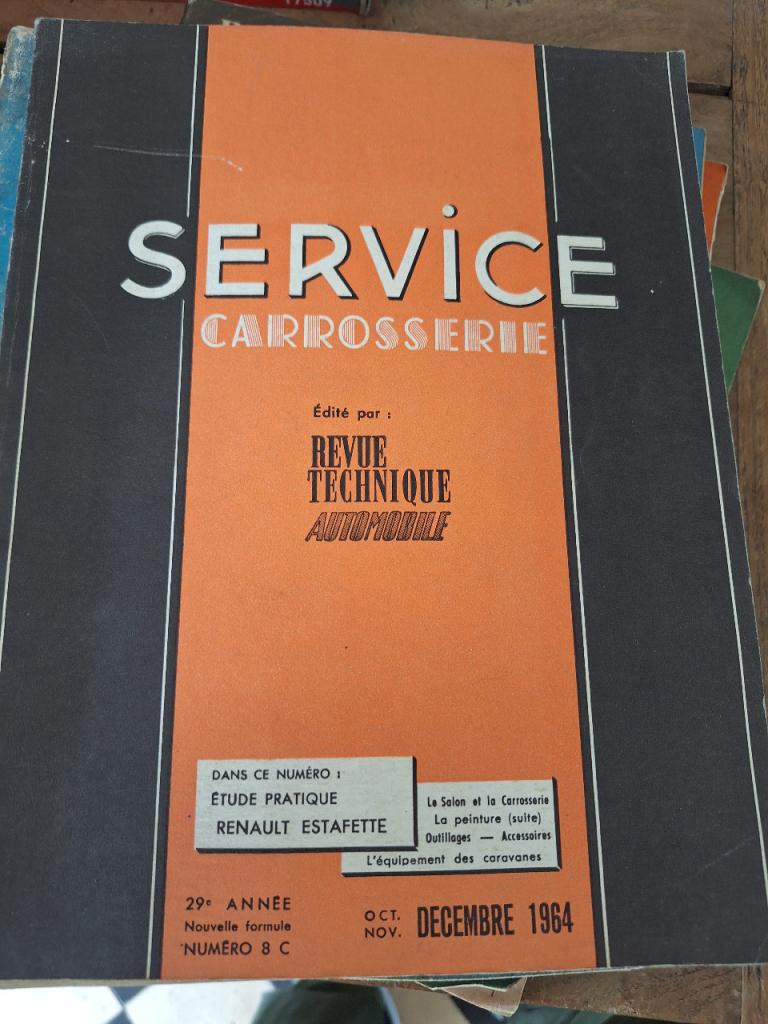 17509
SERViCE
CARROSSERIE
Édité par :
REVUE
TECHNIQUE
AUTOMOBILE
DANS CE NUMÉRO :
ÉTUDE PRATIQUE
RENAULT ESTAFETTE
Le Salon et la Carrosserie
La peinture (suite)
Outillages — Accessoires
L'équipement des caravanes
29e ANNÉE
Nouvelle formule
NUMÉRO 8 C
OCT.
NOV.
DECEMBRE 1964